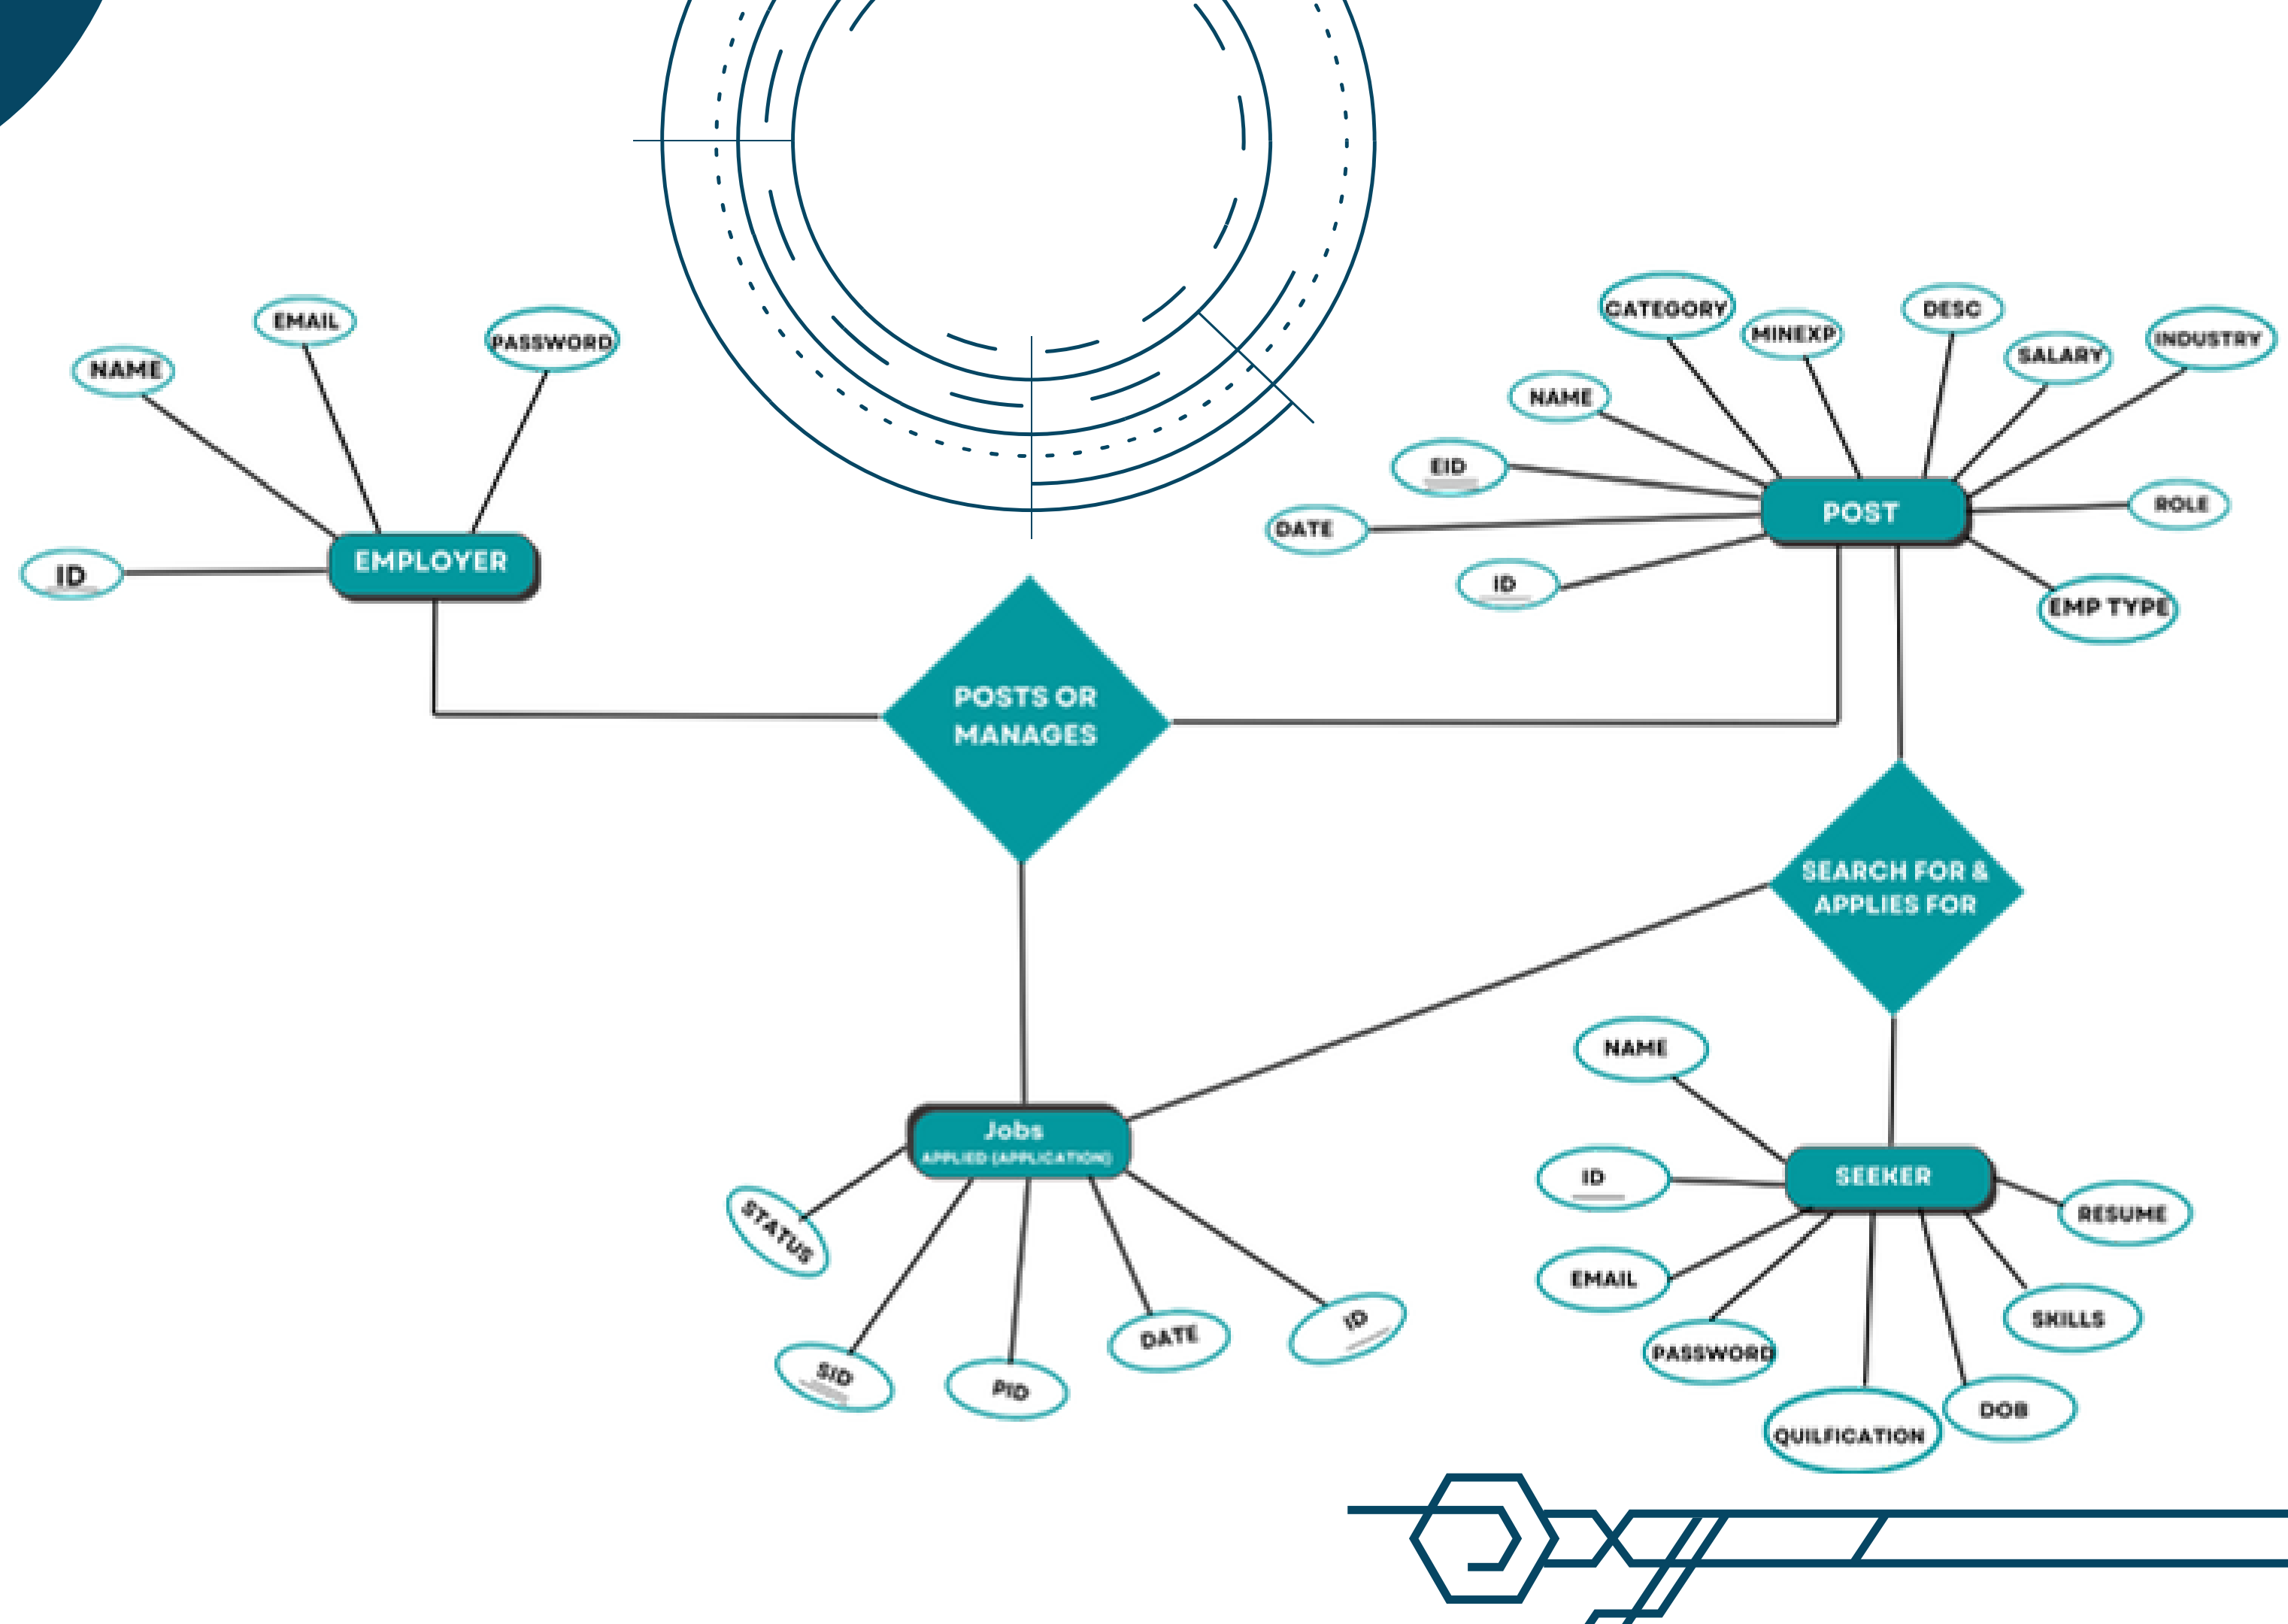 CATEGORY
DESC
EMAIL
MINEXP
INDUSTRY
PASSWORD
SALARY
NAME
NAME
EID
ROLE
POST
DATE
EMPLOYER
ID
ID
EMP TYPE
POSTS OR
MANAGES
SEARCH FOR &
APPLIES FOR
NAME
Jobs
APPLIED (APPLICATION)
ID
SEEKER
RESUME
STATUS
EMAIL
SKILLS
ID
DATE
PASSWORD
SID
PID
DOB
QUILFICATION